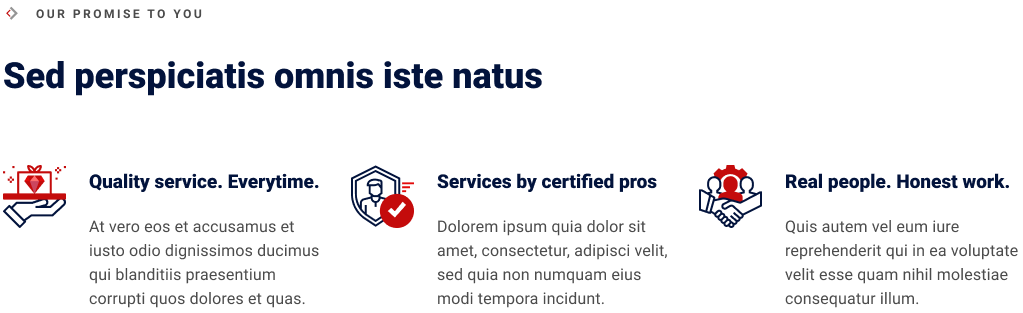 OUR PROMISE TO YOU
Sed perspiciatis omnis iste natus
Quality service. Everytime.
At vero eos et accusamus et
iusto odio dignissimos ducimus
qui blanditiis praesentium
corrupti quos dolores et quas.
Services by certified pros
Dolorem ipsum quia dolor sit
amet, consectetur, adipisci velit,
sed quia non numquam eius
modi tempora incidunt.
Real people. Honest work.
Quis autem vel eum iure
reprehenderit qui in ea voluptate
velit esse quam nihil molestiae
consequatur illum.